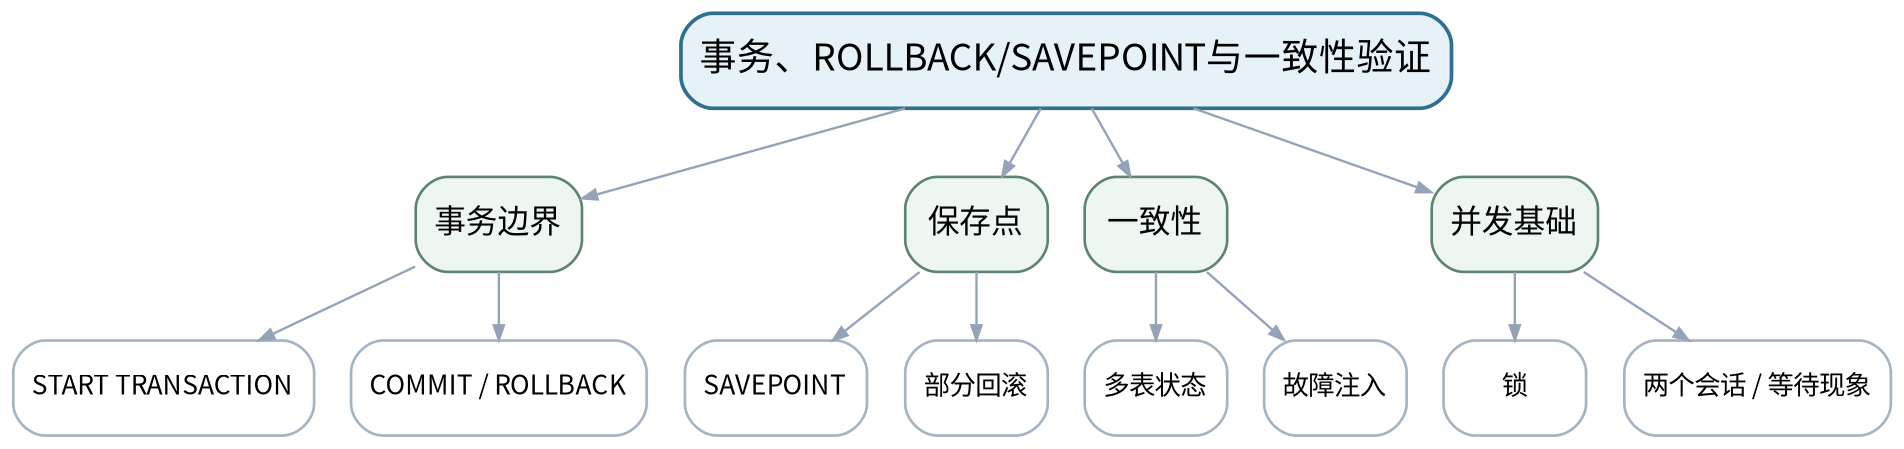 事务、ROLLBACK/SAVEPOINT与一致性验证
事务边界
保存点
一致性
并发基础
START TRANSACTION
COMMIT / ROLLBACK
SAVEPOINT
部分回滚
多表状态
故障注入
锁
两个会话 / 等待现象